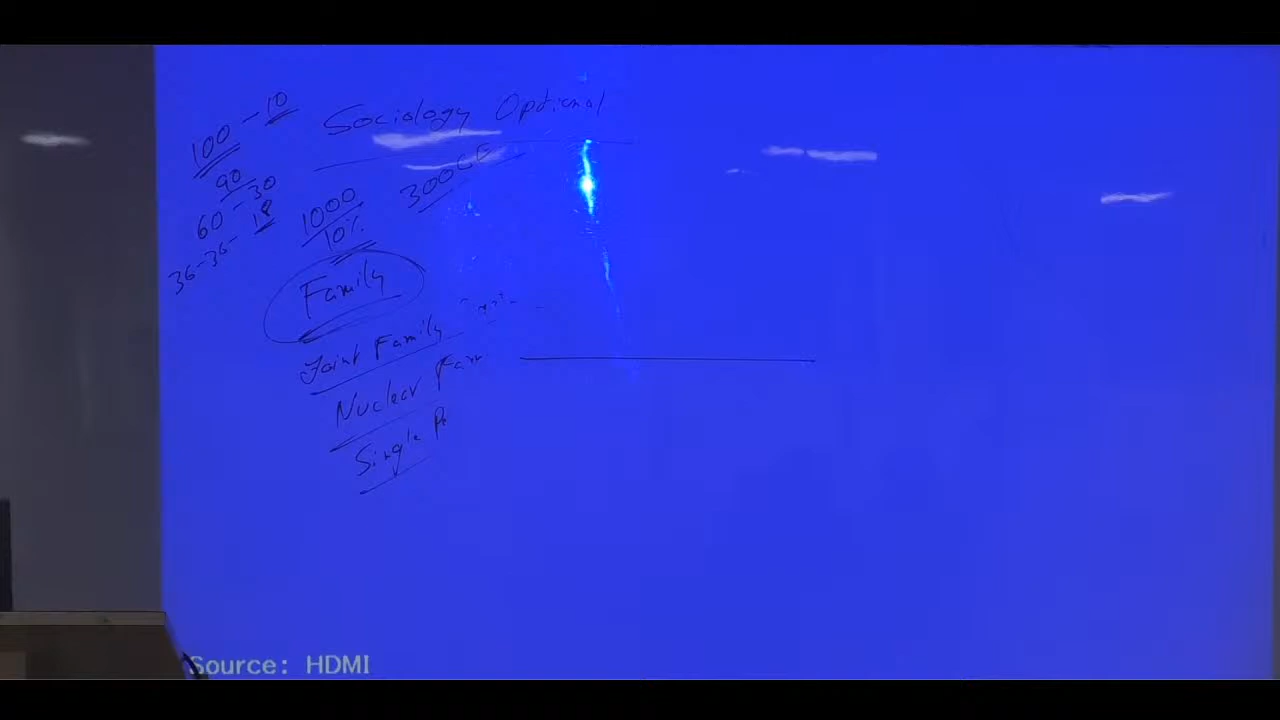 Sociology Optional
100 - 10
90
60 - 30
36 - 36 - 18
1000
10%
300CE
Family
Joint Family
Nuclear Fam
Single P
Source: HDMI